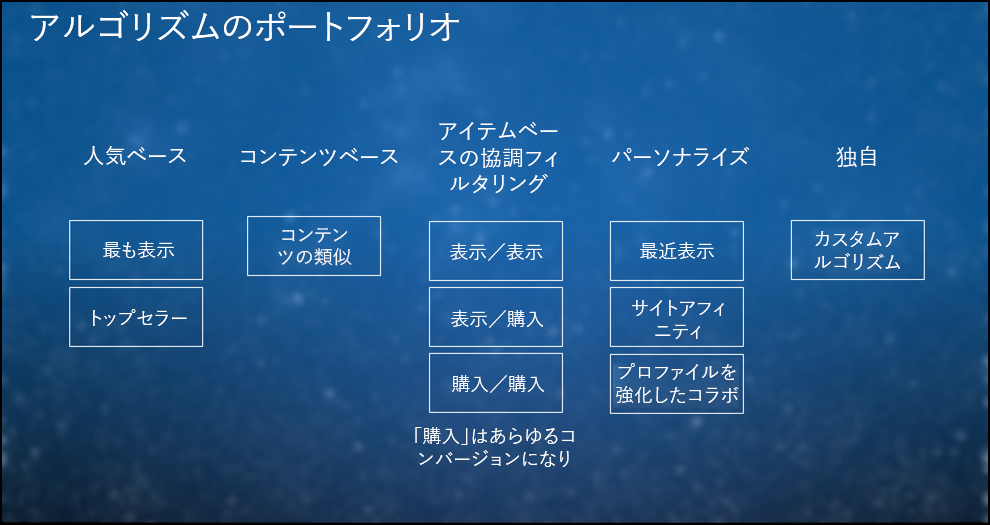 アルゴリズムのポートフォリオ
人気ベース
最も表示
トップセラー
コンテンツベース
コンテン
ツの類似
アイテムベー
スの協調フィ
ルタリング
表示／表示
表示／購入
購入／購入
「購入」はあらゆるコ
ンバージョンになり
パーソナライズ
最近表示
サイトアフィ
ニティ
プロファイルを
強化したコラボ
独自
カスタムア
ルゴリズム